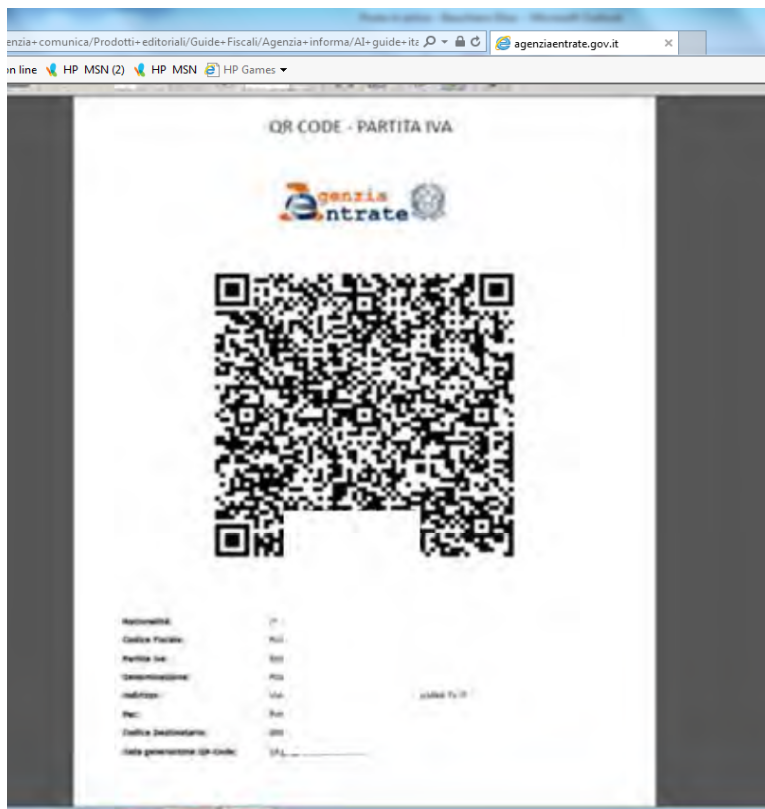 enzia+comunica/Prodotti+editoriali/Guide+Fiscali/Agenzia+informa/AI+guide+ita
agenziaentrate.gov.it
on line HP MSN (2) HP MSN HP Games
QR CODE - PARTITA IVA
agenzia
entrate
Nazionalità:
Codice Fiscale:
Partita Iva:
Denominazione:
Indirizzo:
Pec:
Codice Destinatario:
Data generazione QR-Code: